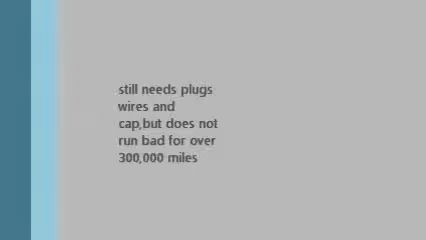 still needs plugs
wires and
cap,but does not
run bad for over
300,000 miles